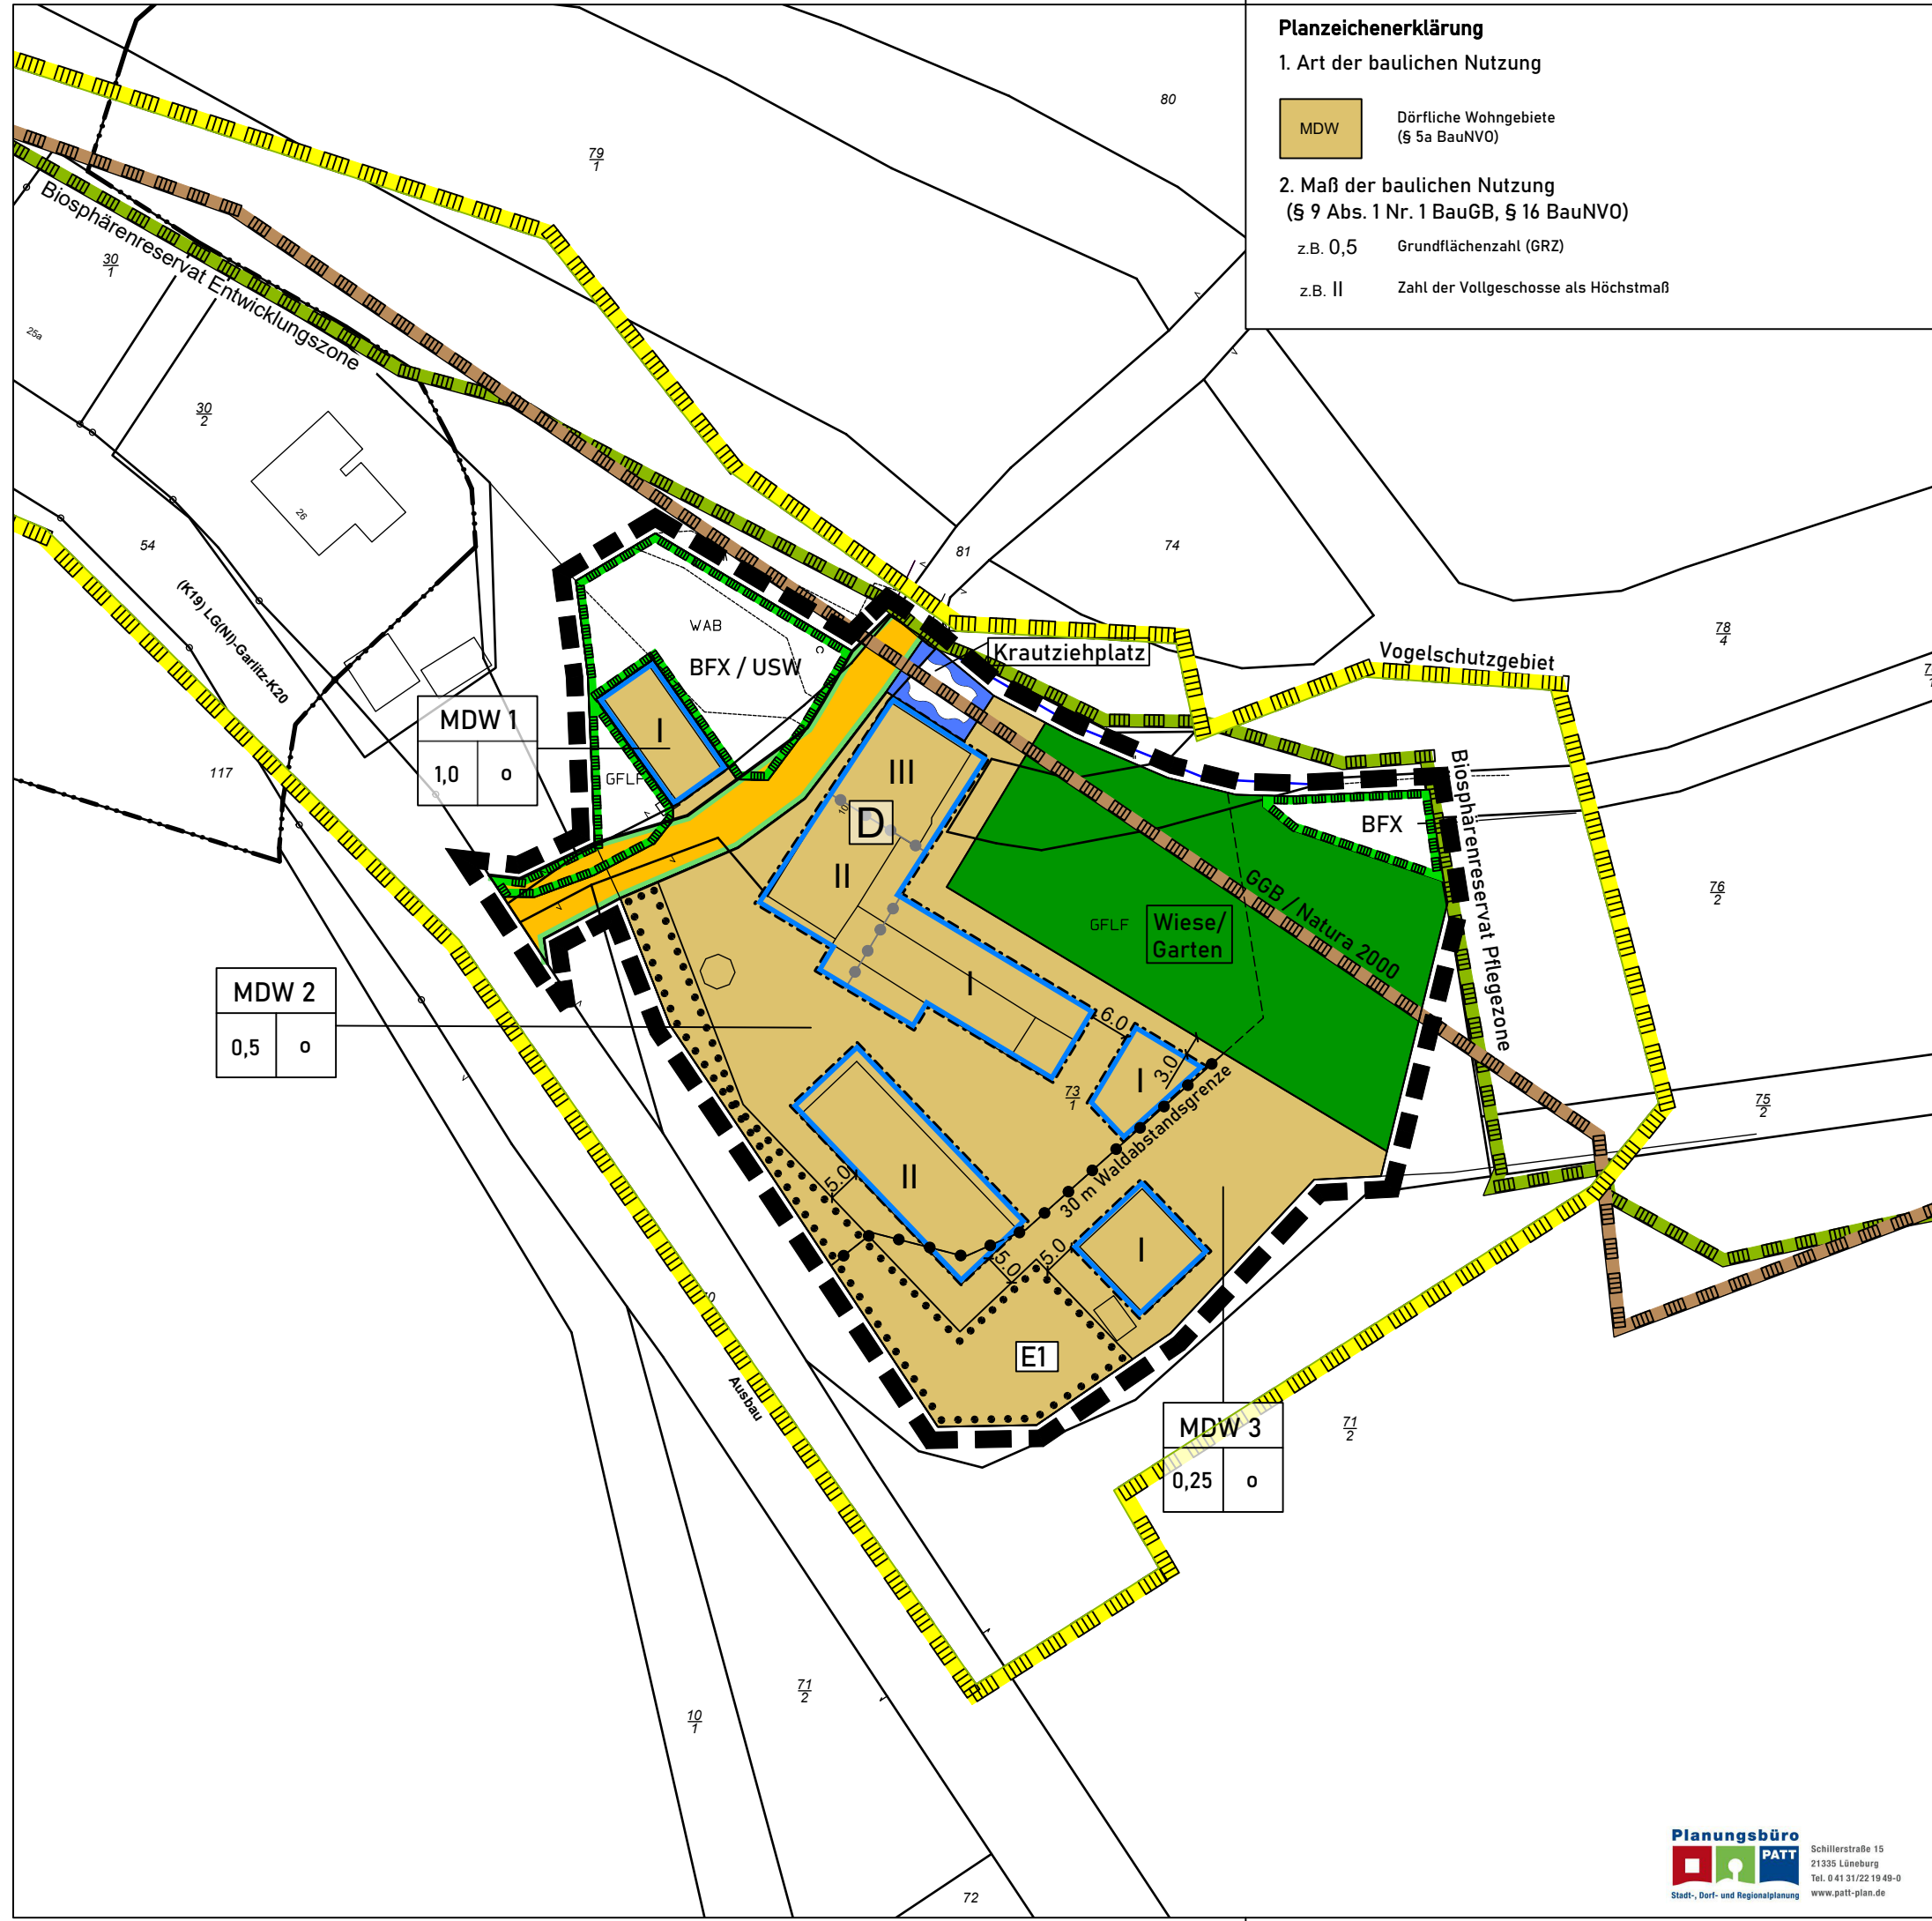 Planzeichenerklärung
1. Art der baulichen Nutzung
MDW
Dörfliche Wohngebiete
(§ 5a BauNVO)
2. Maß der baulichen Nutzung
(§ 9 Abs. 1 Nr. 1 BauGB, § 16 BauNVO)
z.B. 0,5
Grundflächenzahl (GRZ)
z.B. II
Zahl der Vollgeschosse als Höchstmaß
80
79
1
Biosphärenreservat Entwicklungszone
30
1
25a
30
2
26
54
(K19) LG(NI)-Garlitz-K20
117
81
74
78
4
WAB
BFX / USW
Krautziehplatz
Vogelschutzgebiet
MDW 1
1,0
o
I
GFLF
III
D
II
BFX
Biosphärenreservat Pflegezone
76
2
GGB / Natura 2000
GFLF
Wiese/
Garten
I
MDW 2
0,5
o
6.0
3.0
I
73
1
30 m Waldabstandsgrenze
75
2
II
5.0
5.0
5.0
I
E1
Ausbau
MDW 3
0,25
o
71
2
71
2
10
1
72
Planungsbüro
PATT
Stadt-, Dorf- und Regionalplanung
Schillerstraße 15
21335 Lüneburg
Tel. 0 41 31/22 19 49-0
www.patt-plan.de